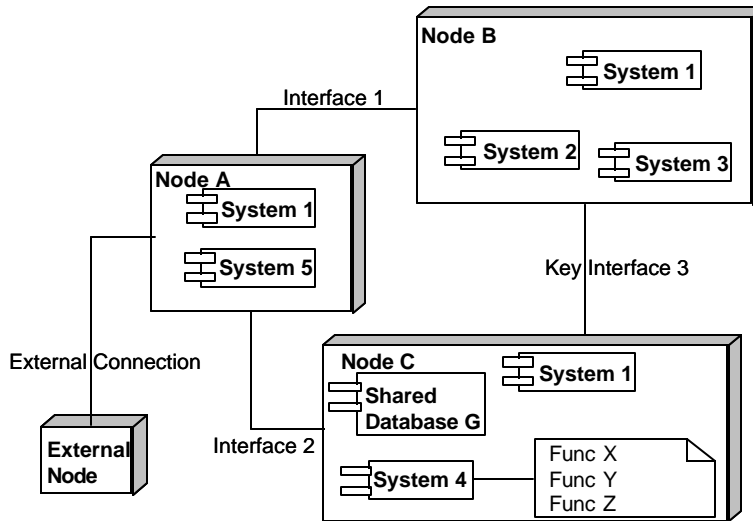 Node B
System 1
Interface 1
System 2
System 3
Node A
System 1
System 5
Key Interface 3
External Connection
Node C
System 1
Shared
Database G
Interface 2
External
Node
System 4
Func X
Func Y
Func Z